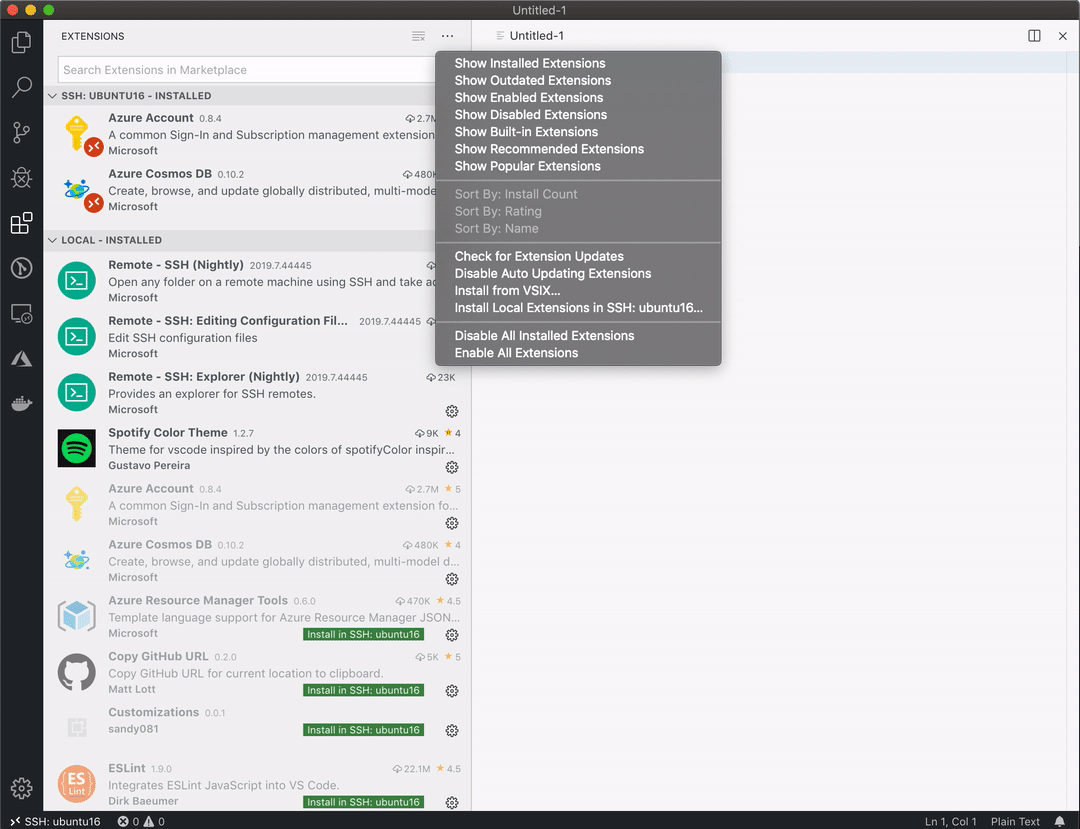 Untitled-1
EXTENSIONS
Untitled-1
Search Extensions in Marketplace
SSH: UBUNTU16 - INSTALLED
Azure Account 0.8.4 2.7M
A common Sign-In and Subscription management extension
Microsoft
Azure Cosmos DB 0.10.2 480K
Create, browse, and update globally distributed, multi-mode
Microsoft
LOCAL - INSTALLED
Remote - SSH (Nightly) 2019.7.44445
Open any folder on a remote machine using SSH and take ad
Microsoft
Remote - SSH: Editing Configuration Fil... 2019.7.44445
Edit SSH configuration files
Microsoft
Remote - SSH: Explorer (Nightly) 2019.7.44445 23K
Provides an explorer for SSH remotes.
Microsoft
Spotify Color Theme 1.2.7 9K 4
Theme for vscode inspired by the colors of spotifyColor inspir...
Gustavo Pereira
Azure Account 0.8.4 2.7M 5
A common Sign-In and Subscription management extension fo...
Microsoft
Azure Cosmos DB 0.10.2 480K 4
Create, browse, and update globally distributed, multi-model d...
Microsoft
Azure Resource Manager Tools 0.6.0 470K 4.5
Template language support for Azure Resource Manager JSON...
Microsoft Install in SSH: ubuntu16
Copy GitHub URL 0.2.0 5K 5
Copy GitHub URL for current location to clipboard.
Matt Lott Install in SSH: ubuntu16
Customizations 0.0.1
sandy081 Install in SSH: ubuntu16
ESLint 1.9.0 22.1M 4.5
ES
Lint
Integrates ESLint JavaScript into VS Code.
Dirk Baeumer Install in SSH: ubuntu16
Show Installed Extensions
Show Outdated Extensions
Show Enabled Extensions
Show Disabled Extensions
Show Built-in Extensions
Show Recommended Extensions
Show Popular Extensions
Sort By: Install Count
Sort By: Rating
Sort By: Name
Check for Extension Updates
Disable Auto Updating Extensions
Install from VSIX...
Install Local Extensions in SSH: ubuntu16...
Disable All Installed Extensions
Enable All Extensions
SSH: ubuntu16 0 0 Ln 1, Col 1 Plain Text